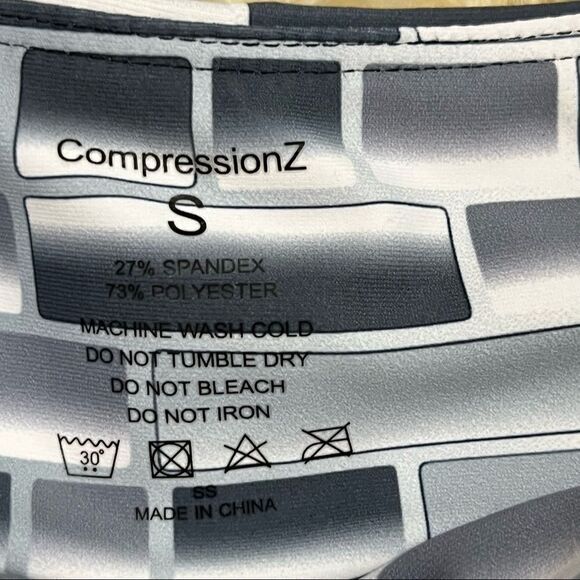 CompressionZ
S
27% SPANDEX
73% POLYESTER
MACHINE WASH COLD
DO NOT TUMBLE DRY
DO NOT BLEACH
DO NOT IRON
30°
SS
MADE IN CHINA